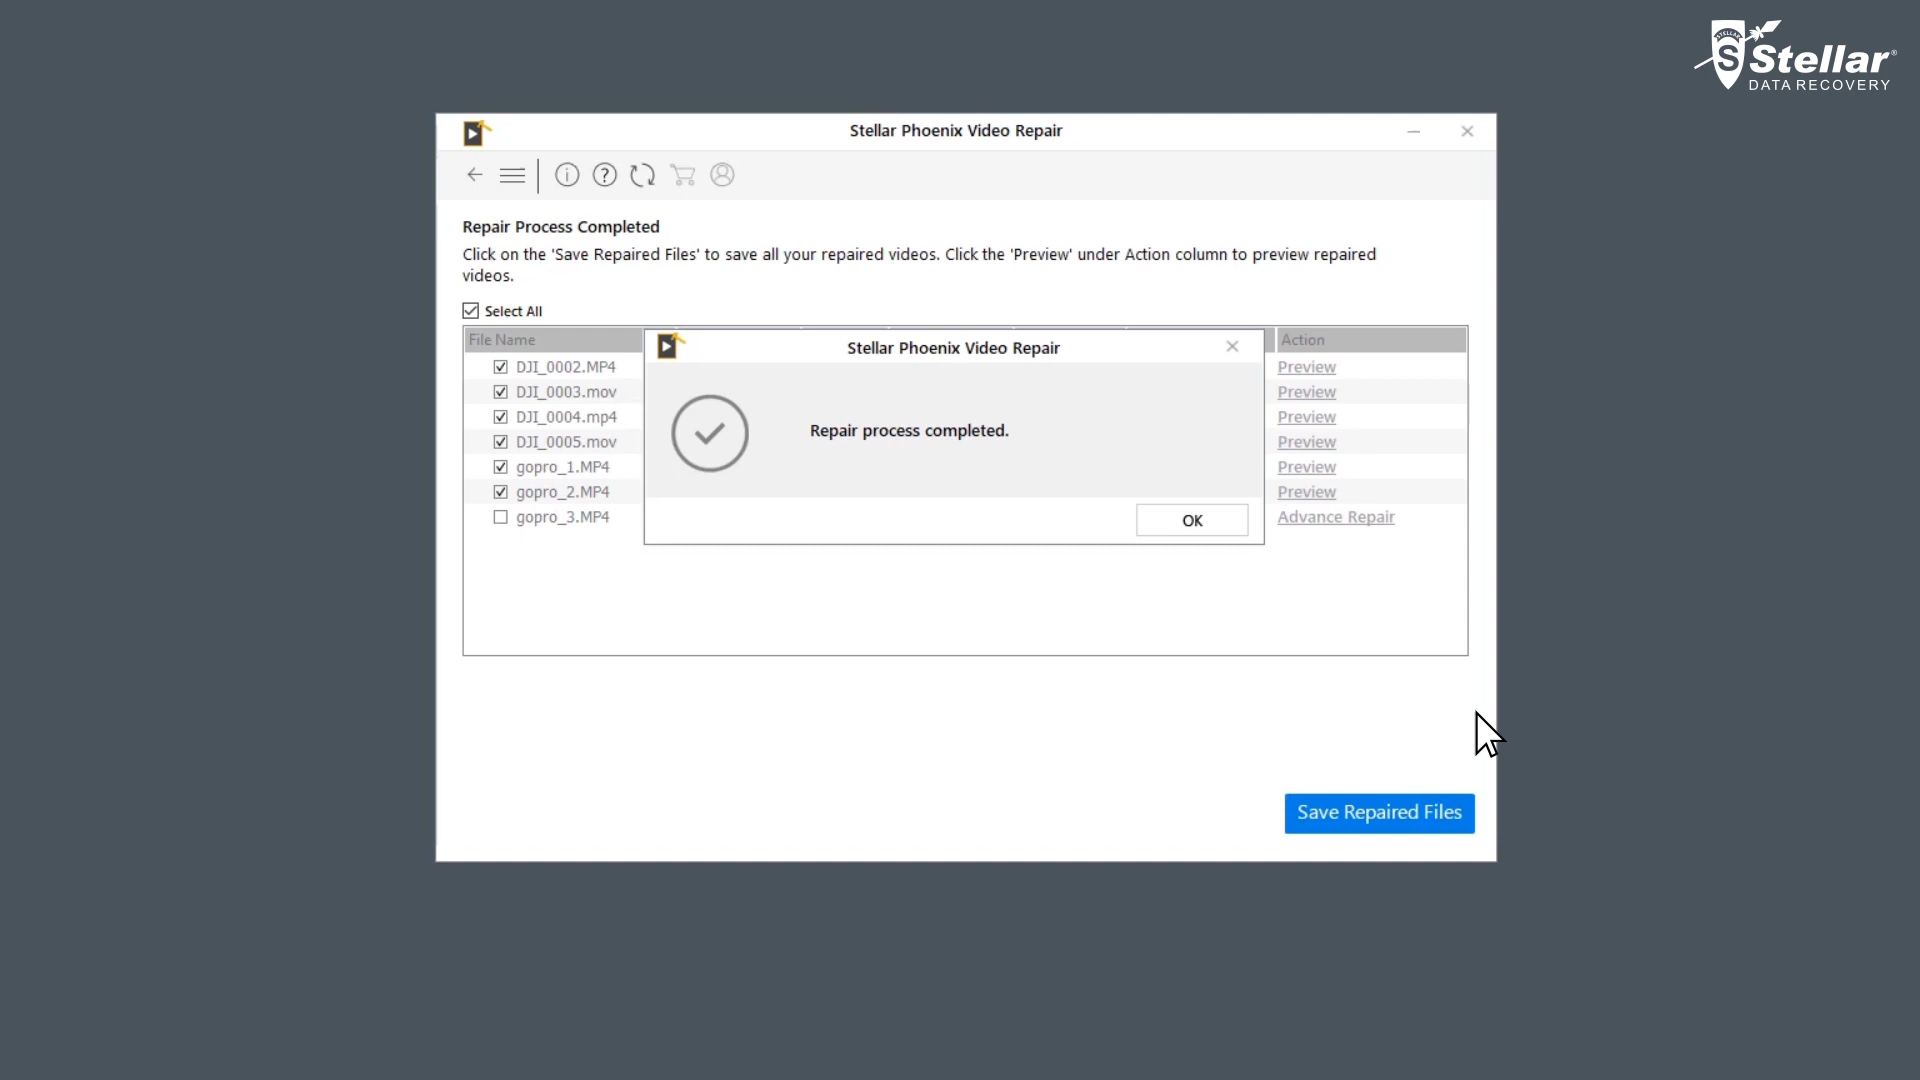 Stellar
DATA RECOVERY
Stellar Phoenix Video Repair
Repair Process Completed
Click on the 'Save Repaired Files' to save all your repaired videos. Click the 'Preview' under Action column to preview repaired
videos.
Select All
File Name
Action
DJI_0002.MP4
Preview
DJI_0003.mov
Preview
DJI_0004.mp4
Preview
DJI_0005.mov
Preview
gopro_1.MP4
Preview
gopro_2.MP4
Preview
gopro_3.MP4
Advance Repair
Stellar Phoenix Video Repair
Repair process completed.
OK
Save Repaired Files